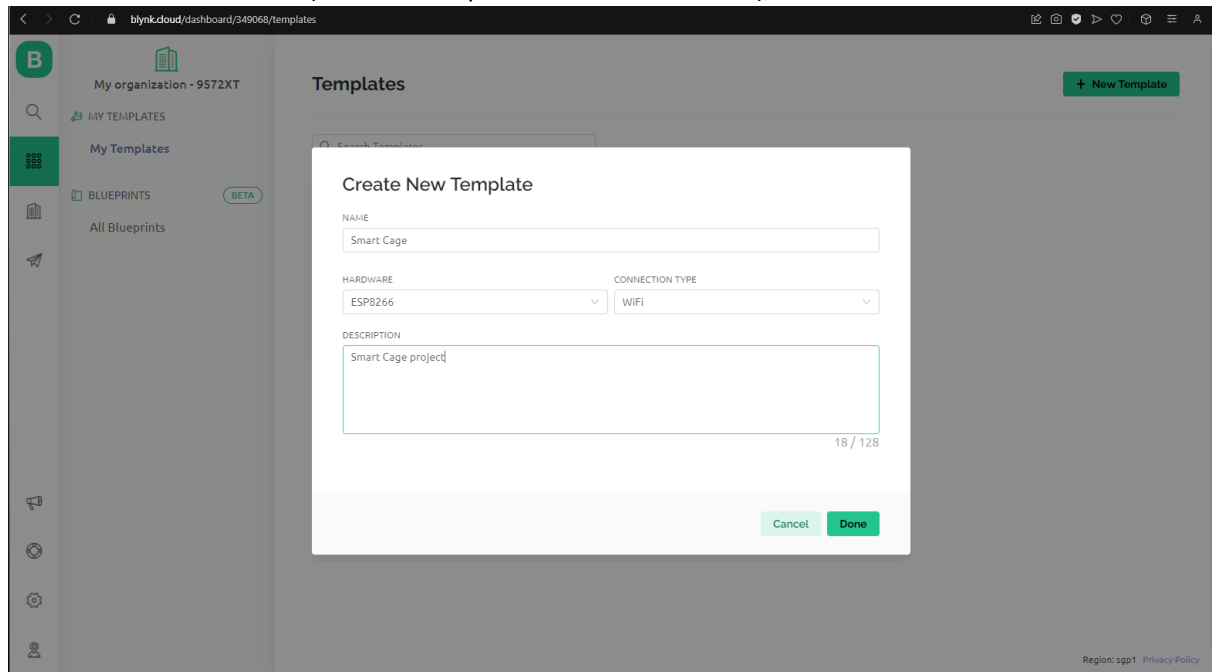 blynk.cloud/dashboard/349068/templates
B
My organization - 9572XT
MY TEMPLATES
My Templates
BLUEPRINTS BETA
All Blueprints
Templates
+ New Template
Search Templates
Create New Template
NAME
Smart Cage
HARDWARE CONNECTION TYPE
ESP8266 WiFi
DESCRIPTION
Smart Cage project
18 / 128
Cancel Done
Region: sgp1 Privacy Policy